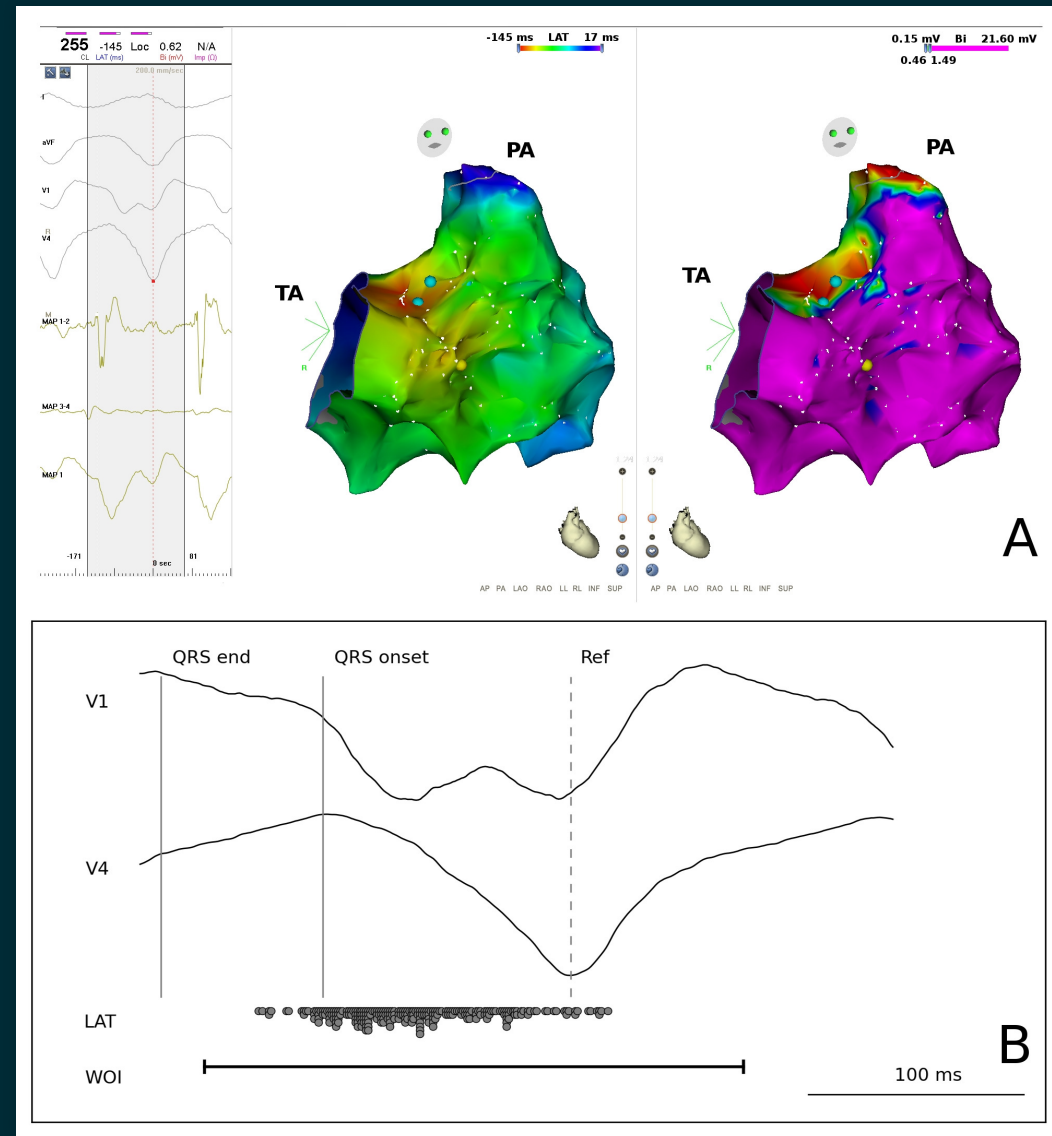 255 -145 Loc 0.62 N/A
CL LAT (ms) Bi (mV) Imp (Ω)
-145 ms LAT 17 ms
0.15 mV Bi 21.60 mV
0.46 1.49
200.0 mm/sec
I
aVF
V1
R
V4
M
MAP 1-2
MAP 3-4
MAP 1
-171 0 sec 81
PA
TA
R
PA
TA
R
1.24 1.24
AP PA LAO RAO LL RL INF SUP
AP PA LAO RAO LL RL INF SUP
A
QRS end QRS onset Ref
V1
V4
LAT
WOI
B
100 ms